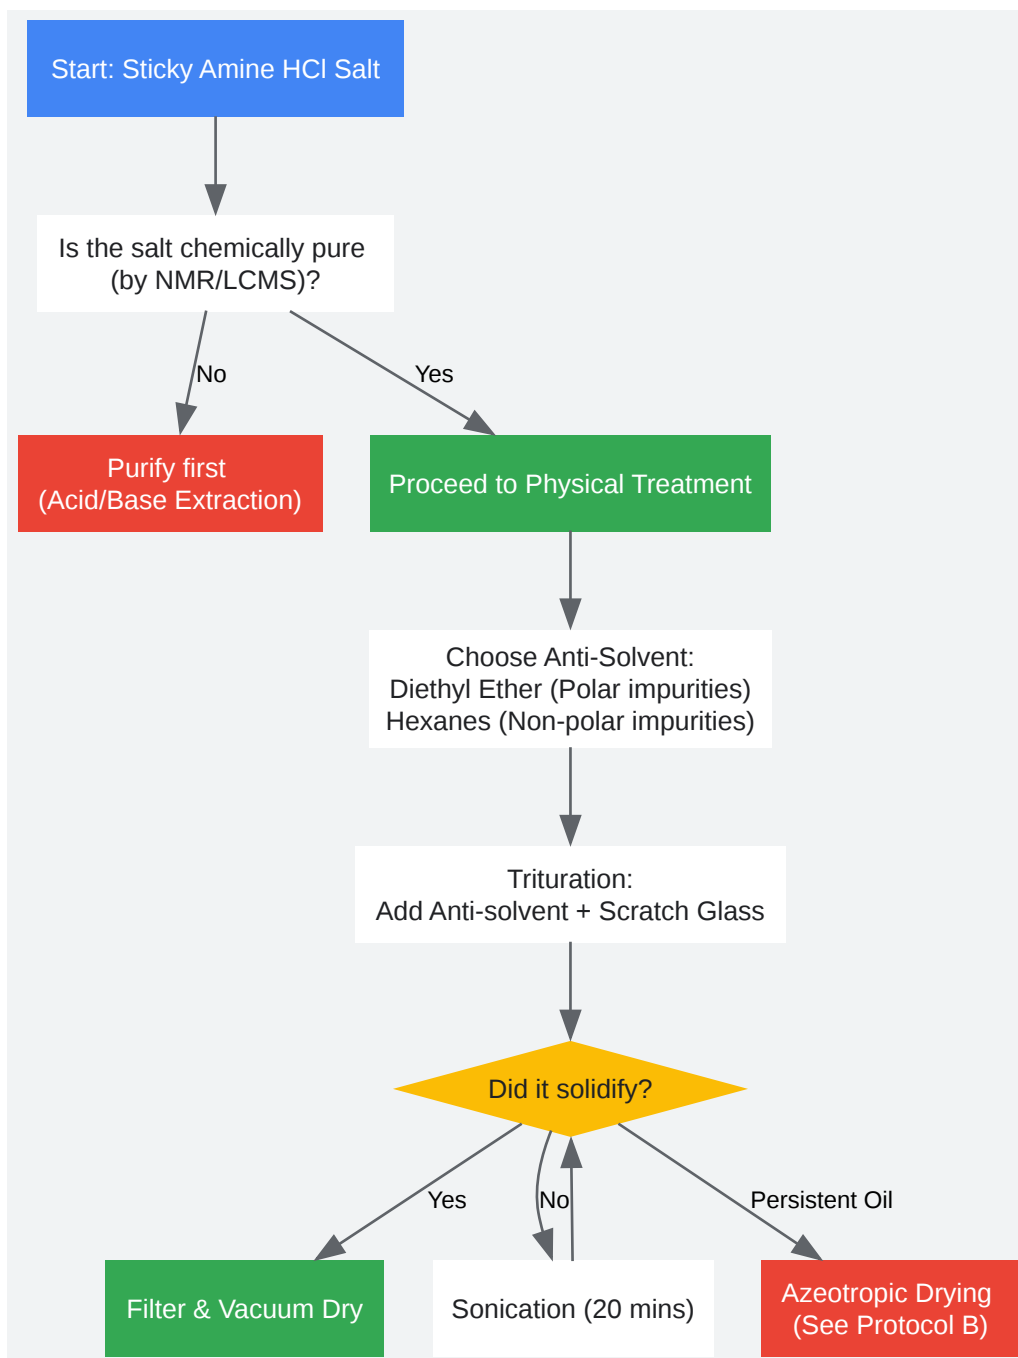 Start: Sticky Amine HCl Salt
Is the salt chemically pure
(by NMR/LCMS)?
No
Yes
Purify first
(Acid/Base Extraction)
Proceed to Physical Treatment
Choose Anti-Solvent:
Diethyl Ether (Polar impurities)
Hexanes (Non-polar impurities)
Trituration:
Add Anti-solvent + Scratch Glass
Did it solidify?
Yes
No
Persistent Oil
Filter & Vacuum Dry
Sonication (20 mins)
Azeotropic Drying
(See Protocol B)